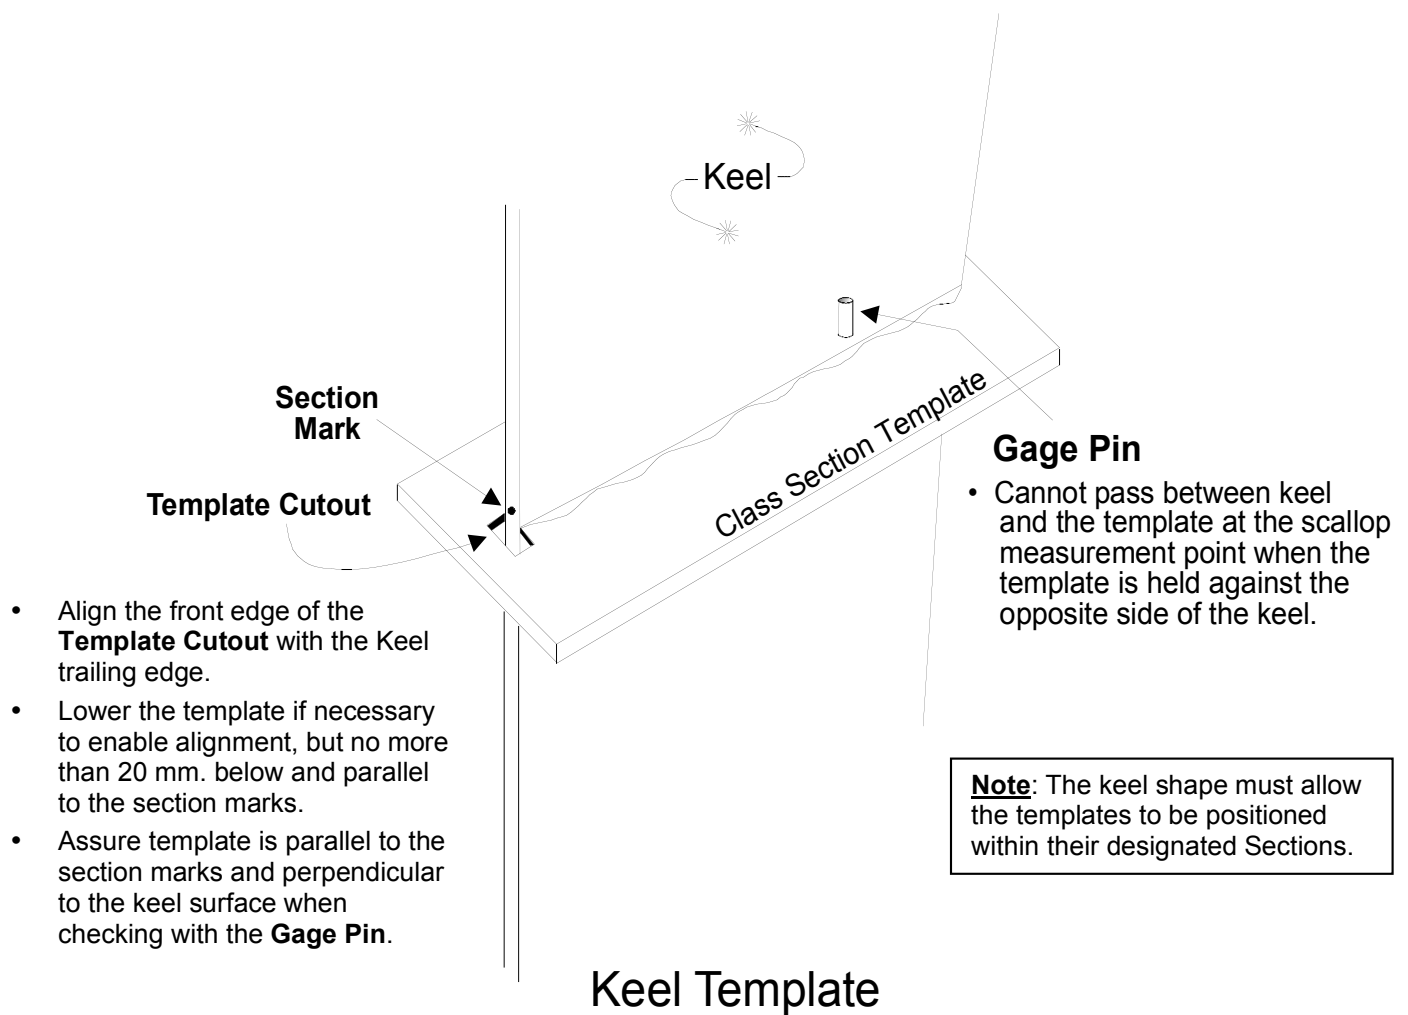 Keel
Section
Mark
Template Cutout
Class Section Template
Gage Pin
• Cannot pass between keel
and the template at the scallop
measurement point when the
template is held against the
opposite side of the keel.
• Align the front edge of the
Template Cutout with the Keel
trailing edge.
• Lower the template if necessary
to enable alignment, but no more
than 20 mm. below and parallel
to the section marks.
• Assure template is parallel to the
section marks and perpendicular
to the keel surface when
checking with the Gage Pin.
Note: The keel shape must allow
the templates to be positioned
within their designated Sections.
Keel Template